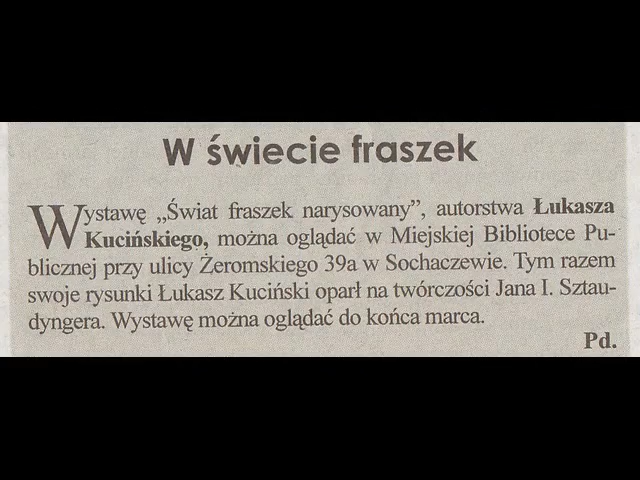 W świecie fraszek
Wystawę „Świat fraszek narysowany”, autorstwa Łukasza
Kucińskiego, można oglądać w Miejskiej Bibliotece Pu-
blicznej przy ulicy Żeromskiego 39a w Sochaczewie. Tym razem
swoje rysunki Łukasz Kuciński oparł na twórczości Jana I. Sztau-
dyngera. Wystawę można oglądać do końca marca.
Pd.